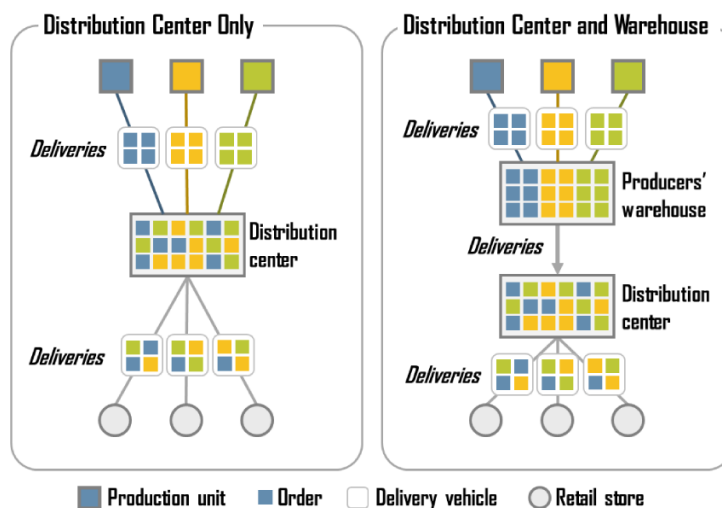 Distribution Center Only
Deliveries
Distribution
center
Deliveries
Distribution Center and Warehouse
Deliveries
Producers'
warehouse
Deliveries
Distribution
center
Deliveries
Production unit
Order
Delivery vehicle
Retail store